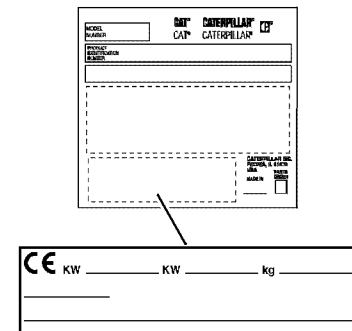 MODEL NUMBER
CAT® CATERPILLAR®
CAT® CATERPILLAR®
PRODUCT IDENTIFICATION NUMBER
CATERPILLAR INC.
PEORIA, IL 61629
USA
MADE IN
CE KW KW kg